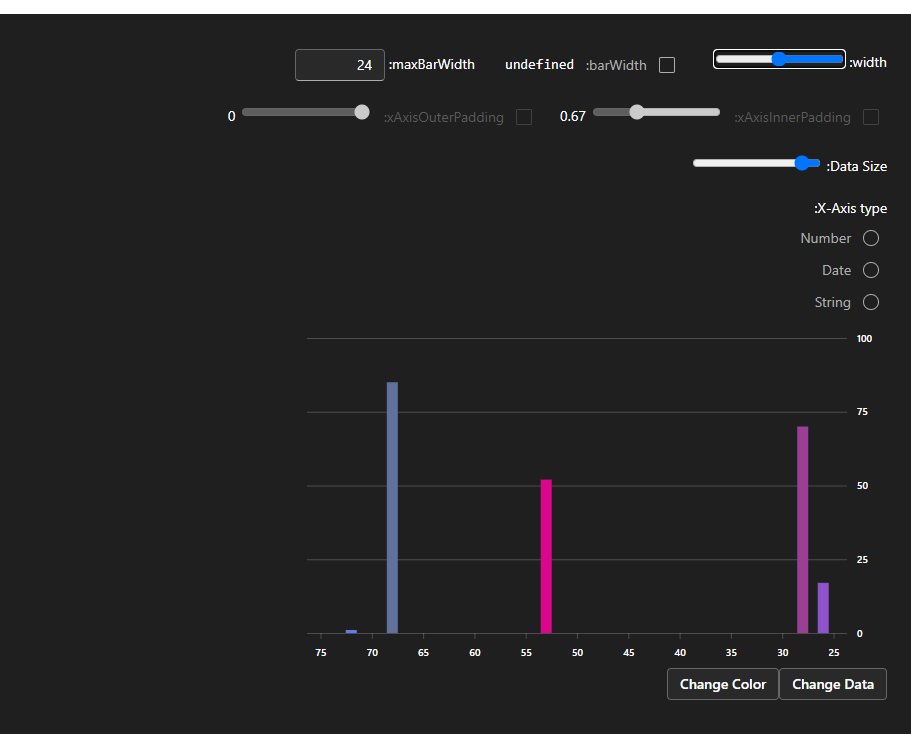 width: undefined :barWidth 24 :maxBarWidth
0 :xAxisOuterPadding 0.67 :xAxisInnerPadding
:Data Size
:X-Axis type
Number
Date
String
100
75
50
25
0
75 70 65 60 55 50 45 40 35 30 25
Change Color Change Data